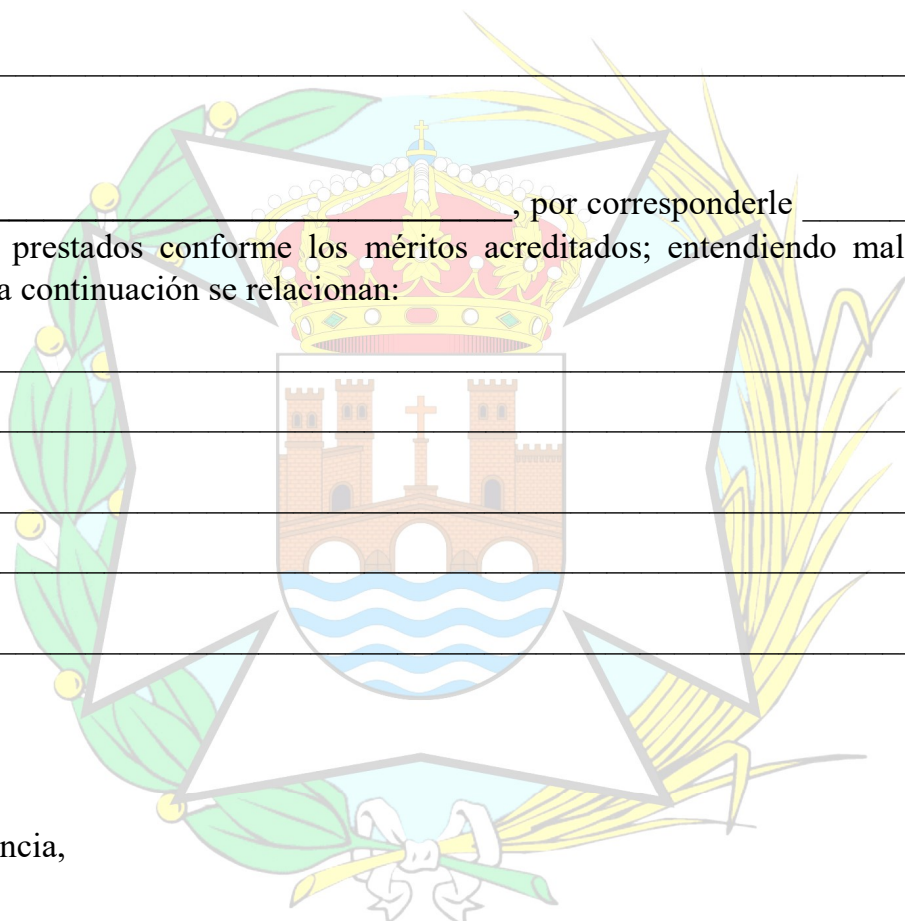 , por corresponderle
prestados conforme los méritos acreditados; entendiendo mal
a continuación se relacionan:
ncia,